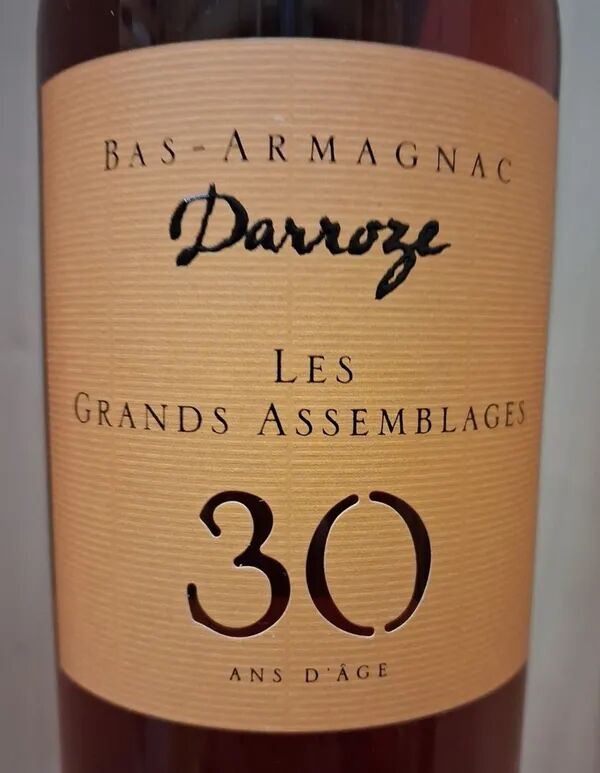 BAS-ARMAGNAC
Darroze
LES
GRANDS ASSEMBLAGES
30
ANS D'ÂGE